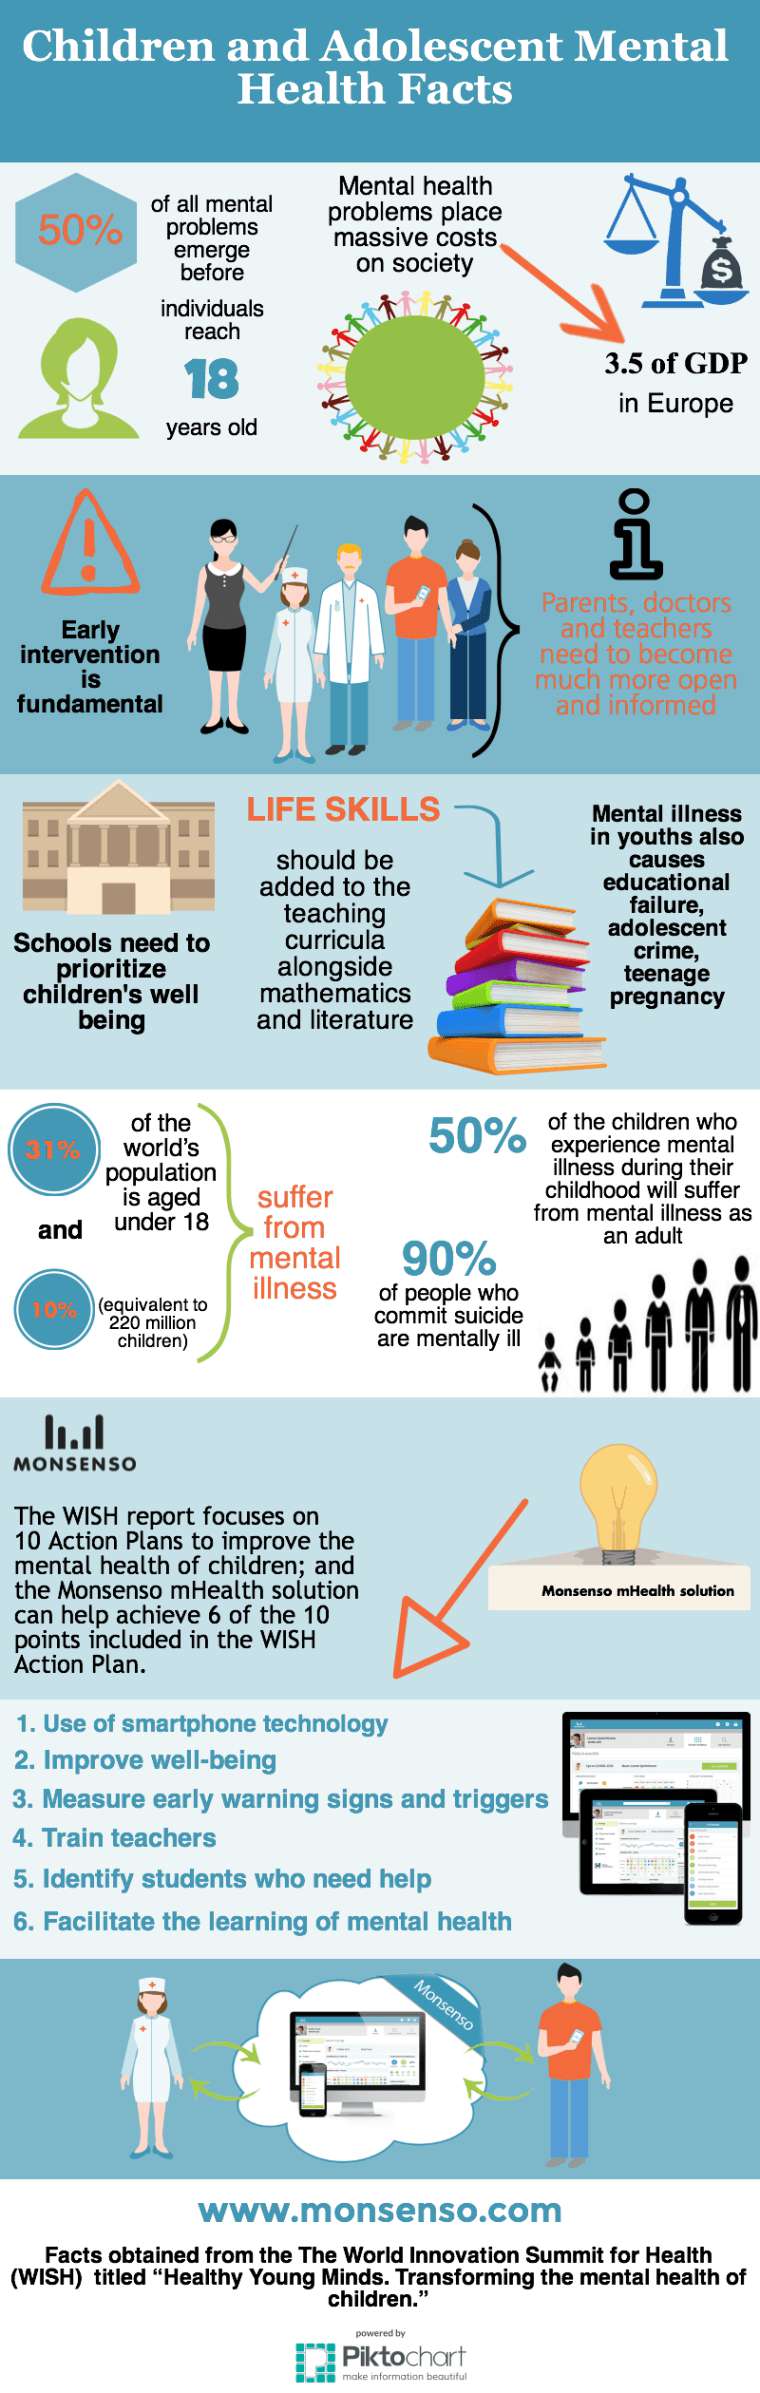 Children and Adolescent Mental
Health Facts
50%
of all mental
problems
emerge
before
individuals
reach
18
years old
Mental health
problems place
massive costs
on society
$
3.5 of GDP
in Europe
Early
intervention
is
fundamental
Parents, doctors
and teachers
need to become
much more open
and informed
Schools need to
prioritize
children's well
being
LIFE SKILLS
should be
added to the
teaching
curricula
alongside
mathematics
and literature
Mental illness
in youths also
causes
educational
failure,
adolescent
crime,
teenage
pregnancy
31%
of the
world's
population
is aged
under 18
and
10%
(equivalent to
220 million
children)
suffer
from
mental
illness
50%
of the children who
experience mental
illness during their
childhood will suffer
from mental illness as
an adult
90%
of people who
commit suicide
are mentally ill
MONSENSO
The WISH report focuses on
10 Action Plans to improve the
mental health of children; and
the Monsenso mHealth solution
can help achieve 6 of the 10
points included in the WISH
Action Plan.
Monsenso mHealth solution
1. Use of smartphone technology
2. Improve well-being
3. Measure early warning signs and triggers
4. Train teachers
5. Identify students who need help
6. Facilitate the learning of mental health
Monsenso
www.monsenso.com
Facts obtained from the The World Innovation Summit for Health
(WISH) titled “Healthy Young Minds. Transforming the mental health of
children.”
powered by
Piktochart
make information beautiful